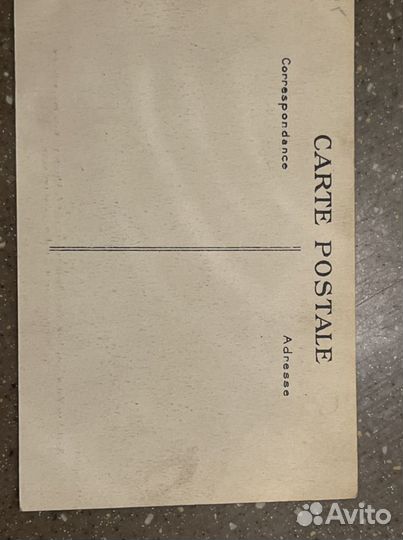 CARTE POSTALE
Correspondance
Adresse
Avito